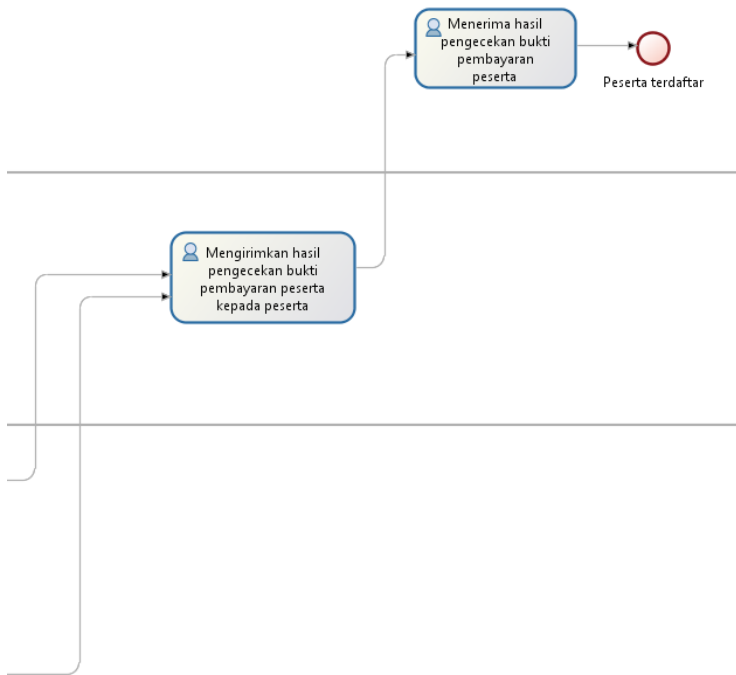 Menerima hasil
pengecekan bukti
pembayaran
peserta
Peserta terdaftar
Mengirimkan hasil
pengecekan bukti
pembayaran peserta
kepada peserta